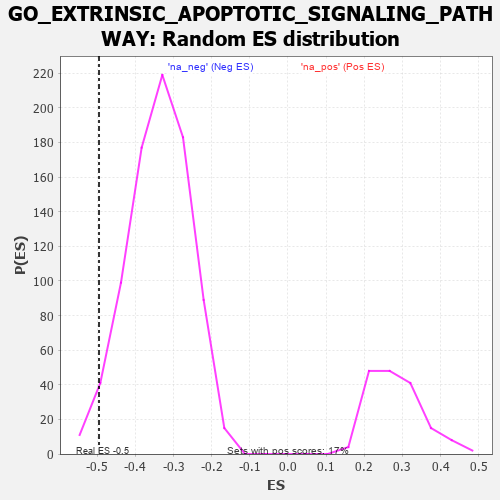 GO_EXTRINSIC_APOPTOTIC_SIGNALING_PATH
WAY: Random ES distribution
'na_neg' (Neg ES) 'na_pos' (Pos ES)
220
200
180
160
140
120
100
80
60
40
20
0
P(ES)
Real ES -0.5 Sets with pos scores: 17%
-0.5 -0.4 -0.3 -0.2 -0.1 0.0 0.1 0.2 0.3 0.4 0.5
ES